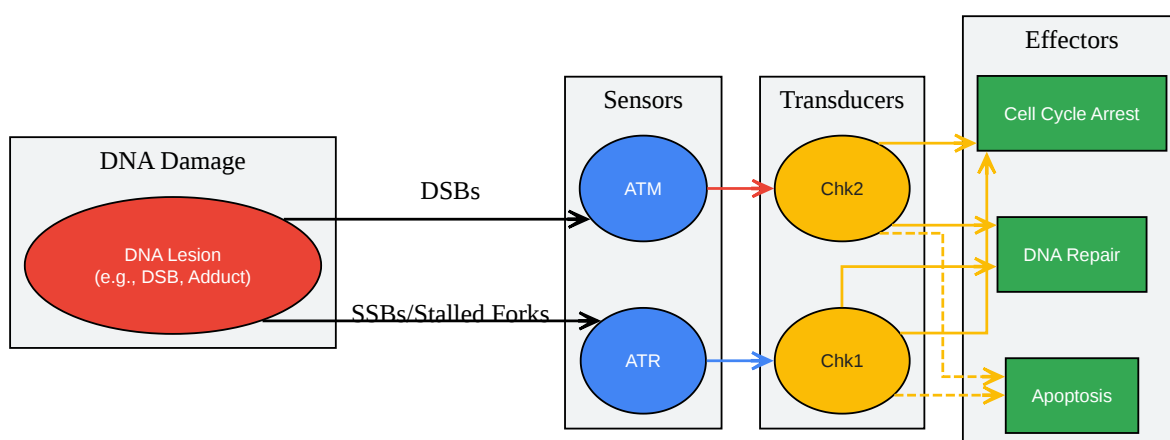 DNA Damage
DNA Lesion
(e.g., DSB, Adduct)
DSBs
SSBs/Stalled Forks
Sensors
ATM
ATR
Transducers
Chk2
Chk1
Effectors
Cell Cycle Arrest
DNA Repair
Apoptosis